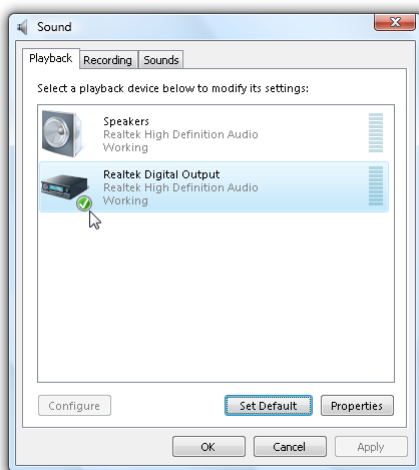 Sound
Playback Recording Sounds
Select a playback device below to modify its settings:
Speakers
Realtek High Definition Audio
Working
Realtek Digital Output
Realtek High Definition Audio
Working
Configure Set Default Properties
OK Cancel Apply